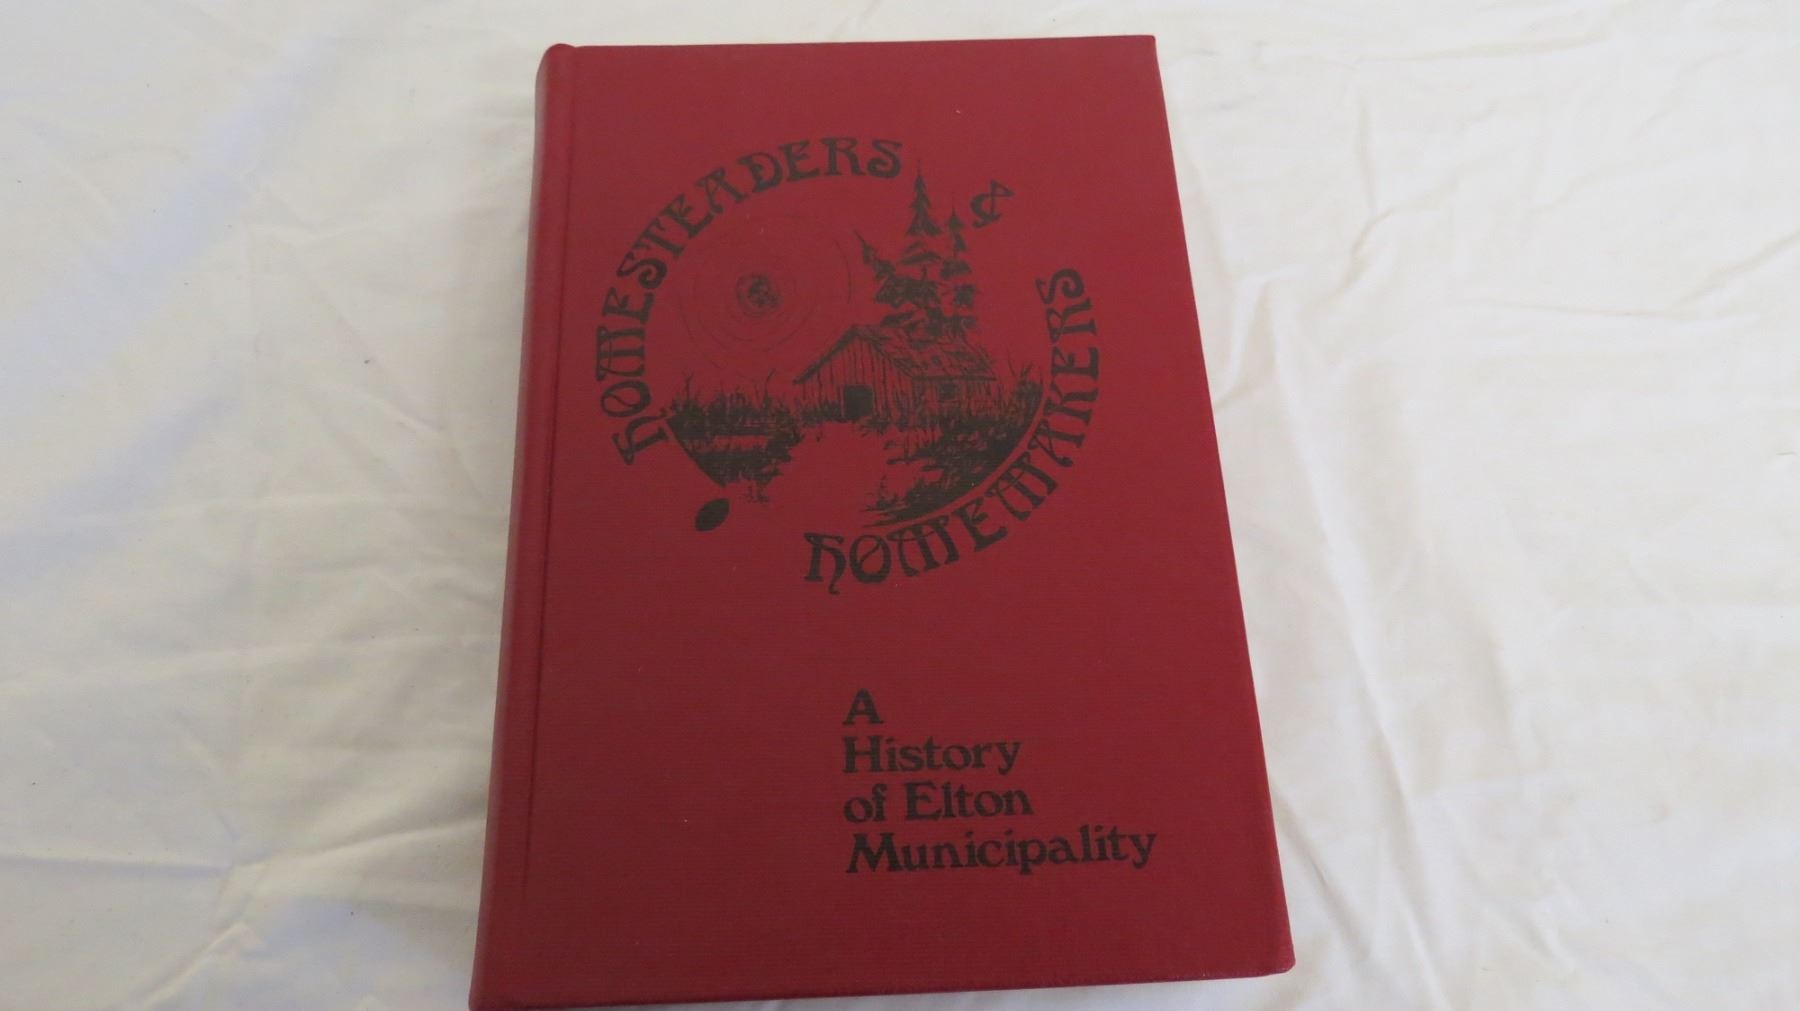 HOMESTEADERS
&
HOMEMAKERS
A
History
of Elton
Municipality